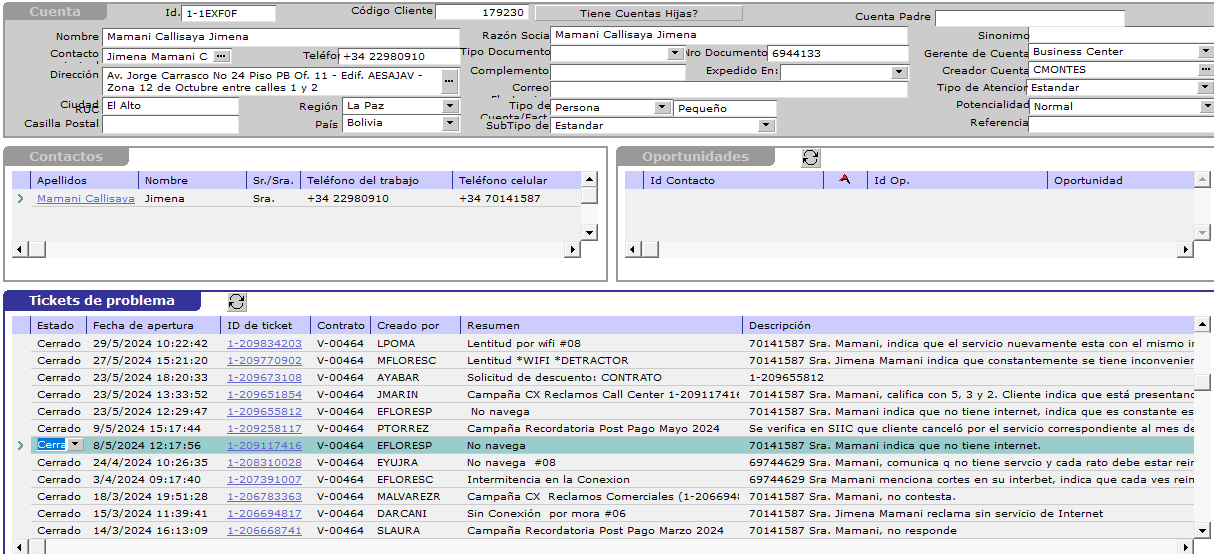 Cuenta Id. 1-1EXF0F Código Cliente 179230 Tiene Cuentas Hijas? Cuenta Padre
Nombre Mamani Callisaya Jimena Razón Socia Mamani Callisaya Jimena Sinonimo
Contacto Jimena Mamani C ... Teléfo +34 22980910 Tipo Documento Nro Documento 6944133 Gerente de Cuenta Business Center
Dirección Av. Jorge Carrasco No 24 Piso PB Of. 11 - Edif. AESAJAV - ... Complemento Expedido En: Creador Cuenta CMONTES ...
Zona 12 de Octubre entre calles 1 y 2 Correo Tipo de Atencion Estandar
Ciudad El Alto Región La Paz Tipo de Persona Pequeño Potencialidad Normal
RUC Cuenta/Fact
Casilla Postal País Bolivia SubTipo de Estandar Referencia
Contactos
Apellidos Nombre Sr./Sra. Teléfono del trabajo Teléfono celular
Mamani Callisaya Jimena Sra. +34 22980910 +34 70141587
Oportunidades
Id Contacto Id Op. Oportunidad
Tickets de problema
Estado Fecha de apertura ID de ticket Contrato Creado por Resumen Descripción
Cerrado 29/5/2024 10:22:42 1-209834203 V-00464 LPOMA Lentitud por wifi #08 70141587 Sra. Mamani, indica que el servicio nuevamente esta con el mismo ir
Cerrado 27/5/2024 15:21:20 1-209770902 V-00464 MFLORESC Lentitud *WIFI *DETRACTOR 70141587 Sra. Jimena Mamani indica que constantemente se tiene inconvenier
Cerrado 23/5/2024 18:20:33 1-209673108 V-00464 AYABAR Solicitud de descuento: CONTRATO 1-209655812
Cerrado 23/5/2024 13:33:52 1-209651854 V-00464 JMARIN Campaña CX Reclamos Call Center 1-209117416 70141587 Sra. Mamani, califica con 5, 3 y 2. Cliente indica que está presentanc
Cerrado 23/5/2024 12:29:47 1-209655812 V-00464 EFLORESP No navega 70141587 Sra. Mamani indica que no tiene internet, indica que es constante es
Cerrado 9/5/2024 15:17:44 1-209258117 V-00464 PTORREZ Campaña Recordatoria Post Pago Mayo 2024 Se verifica en SIIC que cliente canceló por el servicio correspondiente al mes de
Cerra 8/5/2024 12:17:56 1-209117416 V-00464 EFLORESP No navega 70141587 Sra. Mamani indica que no tiene internet.
Cerrado 24/4/2024 10:26:35 1-208310028 V-00464 EYUJRA No navega #08 69744629 Sra. Mamani, comunica q no tiene servcio y cada rato debe estar rein
Cerrado 3/4/2024 09:17:40 1-207391007 V-00464 EFLORESC Intermitencia en la Conexion 69744629 Sra Mamani menciona cortes en su interbet, indica que cada ves rein
Cerrado 18/3/2024 19:51:28 1-206783363 V-00464 MALVAREZR Campaña CX Reclamos Comerciales (1-2066948 70141587 Sra. Mamani, no contesta.
Cerrado 15/3/2024 11:39:41 1-206694817 V-00464 DARCANI Sin Conexión por mora #06 70141587 Sra. Jimena Mamani reclama sin servicio de Internet
Cerrado 14/3/2024 16:13:09 1-206668741 V-00464 SLAURA Campaña Recordatoria Post Pago Marzo 2024 70141587 Sra. Mamani, no responde